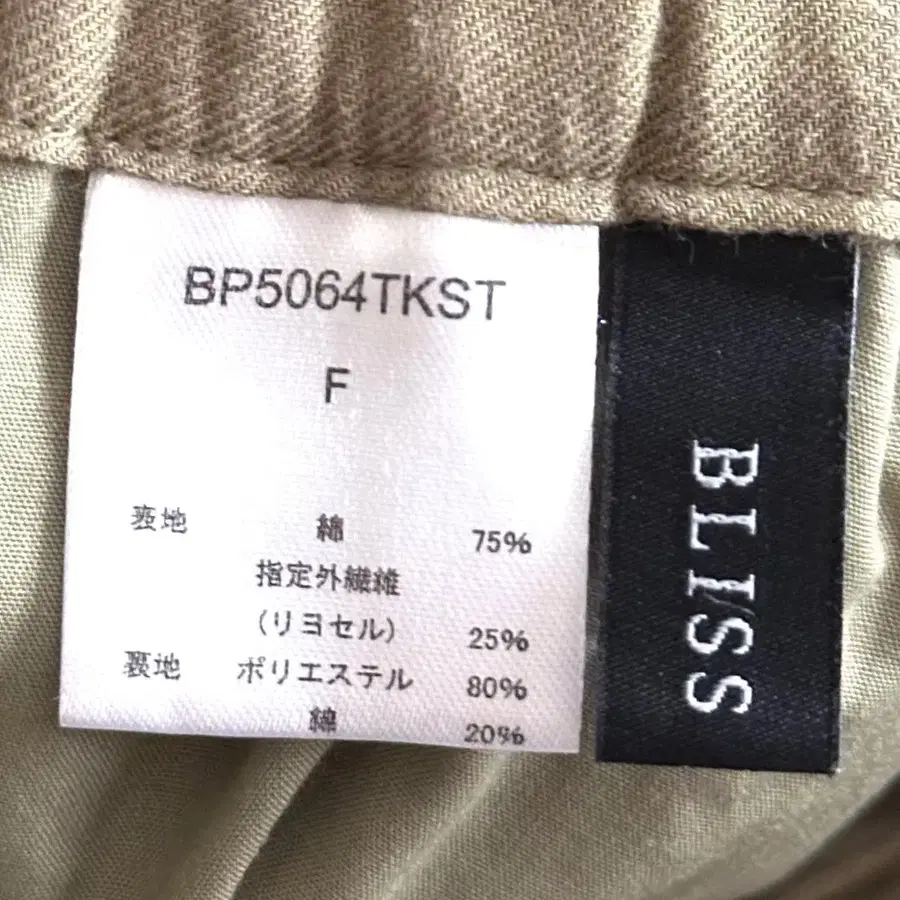 BP5064TKST
F
表地 綿 75%
指定外繊維
(リヨセル) 25%
裏地 ポリエステル 80%
綿 20%
BLISS